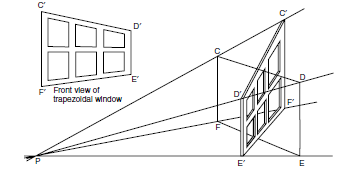 C′
D′
E′
F′
Front view of
trapezoidal window
C′
C
D
D′
F′
F
P
E′
E